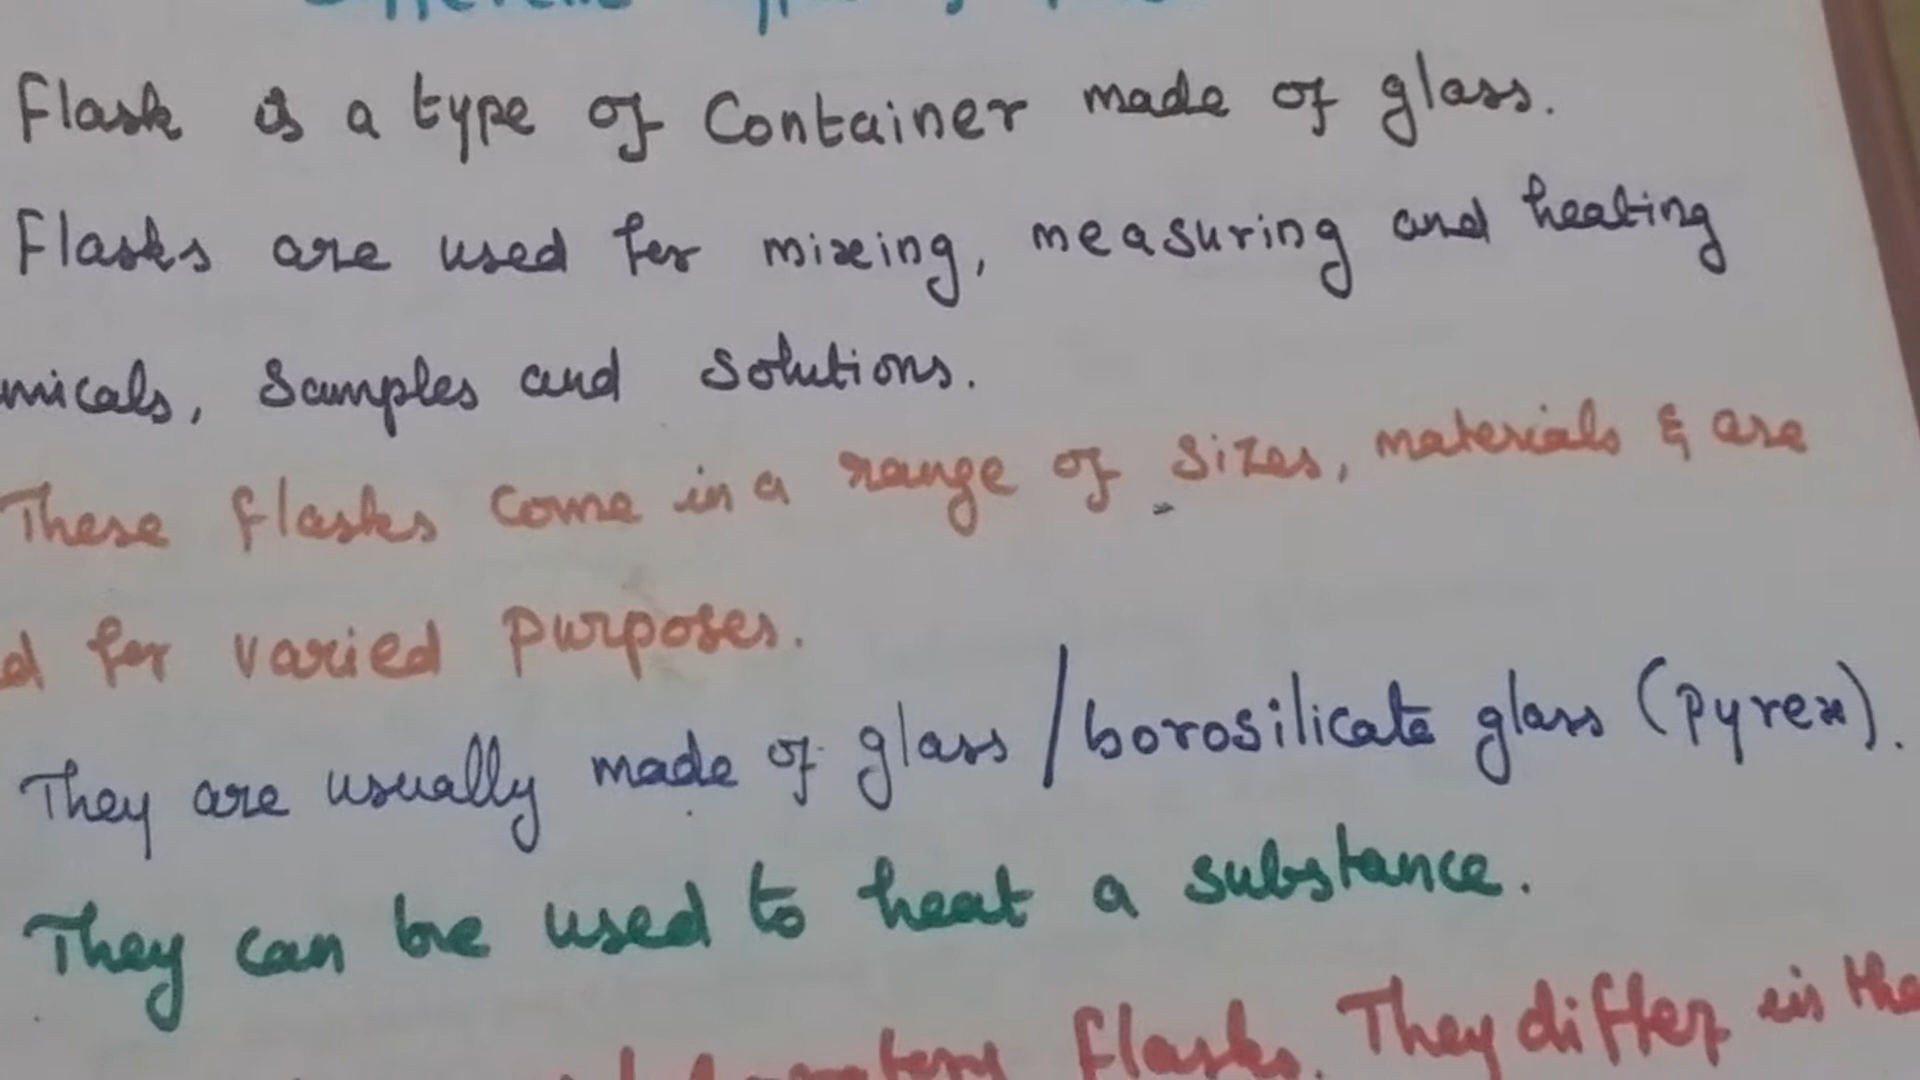 Flask is a type of Container made of glass.
Flasks are used for mixing, measuring and heating
micals, Samples and Solutions.
These flasks come in a range of sizes, materials & are
d for varied purposes.
They are usually made of glass/borosilicate glass (pyrex).
They can be used to heat a substance.
flasks. They differ in the